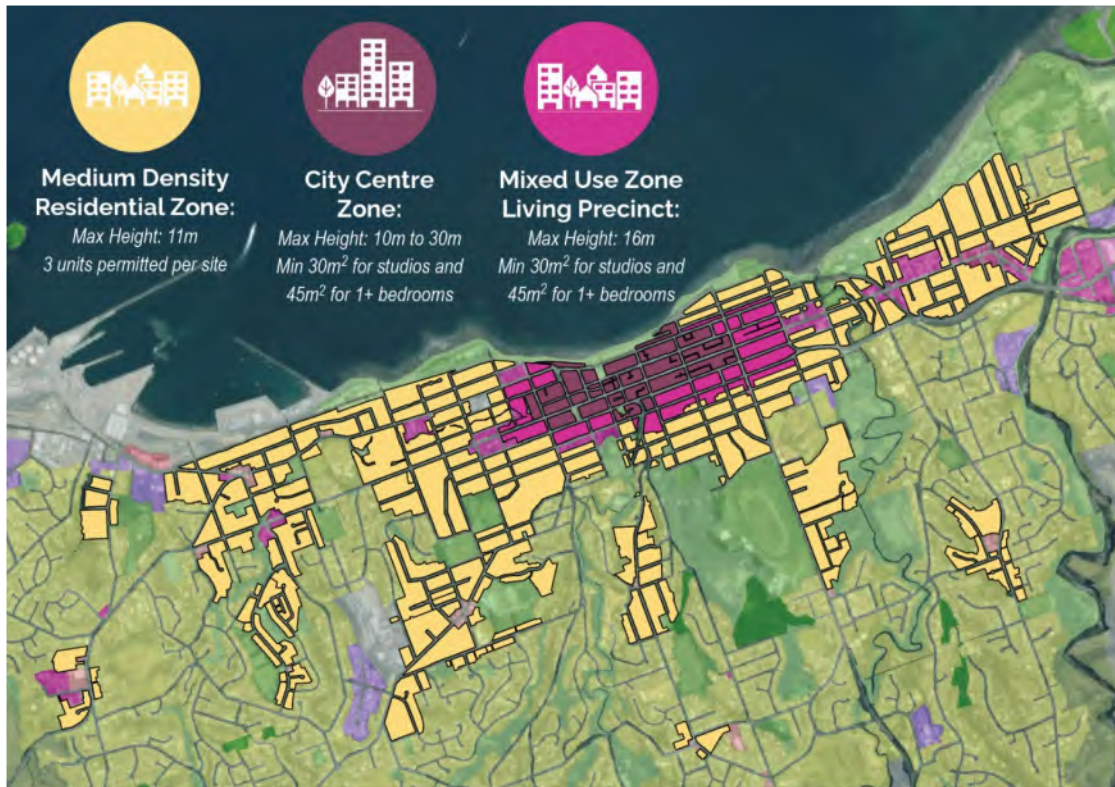 Medium Density
Residential Zone:
Max Height: 11m
3 units permitted per site
City Centre
Zone:
Max Height: 10m to 30m
Min 30m² for studios and
45m² for 1+ bedrooms
Mixed Use Zone
Living Precinct:
Max Height: 16m
Min 30m² for studios and
45m² for 1+ bedrooms